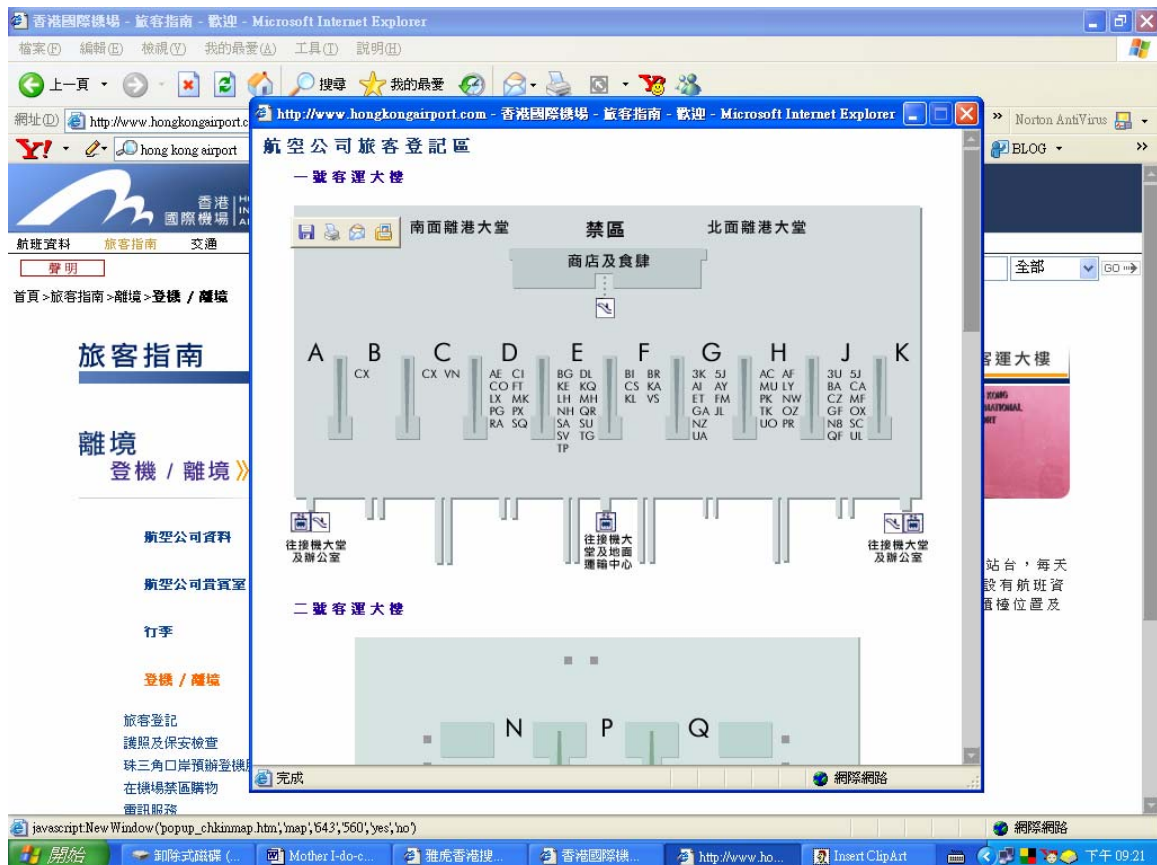 香港國際機場 - 旅客指南 - 歡迎 - Microsoft Internet Explorer
檔案(F) 編輯(E) 檢視(V) 我的最愛(A) 工具(T) 說明(H)
上一頁 搜尋 我的最愛
網址(D) http://www.hongkongairport.c
Norton AntiVirus
Y! hong kong airport
BLOG
香港
國際機場
航班資料 旅客指南 交通
聲明
全部 GO
首頁>旅客指南>離境>登機 / 離境
旅客指南
客運大樓
離境
登機 / 離境
航空公司資料
航空公司貴賓室
行李
登機 / 離境
旅客登記
護照及保安檢查
珠三角口岸預辦登機
在機場禁區購物
電訊服務
站台，每天
設有航班資
櫃檯位置及
http://www.hongkongairport.com - 香港國際機場 - 旅客指南 - 歡迎 - Microsoft Internet Explorer
航空公司旅客登記區
一號客運大樓
南面離港大堂 禁區 北面離港大堂
商店及食肆
A B C D E F G H J K
CX
CX VN
AE CI
CO FT
LX MK
PG PX
RA SQ
BG DL
KE KQ
LH MH
NH QR
SA SU
SV TG
TP
BI BR
CS KA
KL VS
3K 5J
AI AY
ET FM
GA JL
NZ
UA
AC AF
MU LY
PK NW
TK OZ
UO PR
3U 5J
BA CA
CZ MF
GF OX
N8 SC
QF UL
往接機大堂
及辦公室
往接機大
堂及地面
運輸中心
往接機大堂
及辦公室
二號客運大樓
N P Q
完成 網際網路
javascript:NewWindow('popup_chkinmap.htm','map','643','560','yes','no') 網際網路
開始 卸除式磁碟 (... Mother I-do-c... 雅虎香港搜... 香港國際機... http://www.ho... Insert ClipArt 下午 09:21